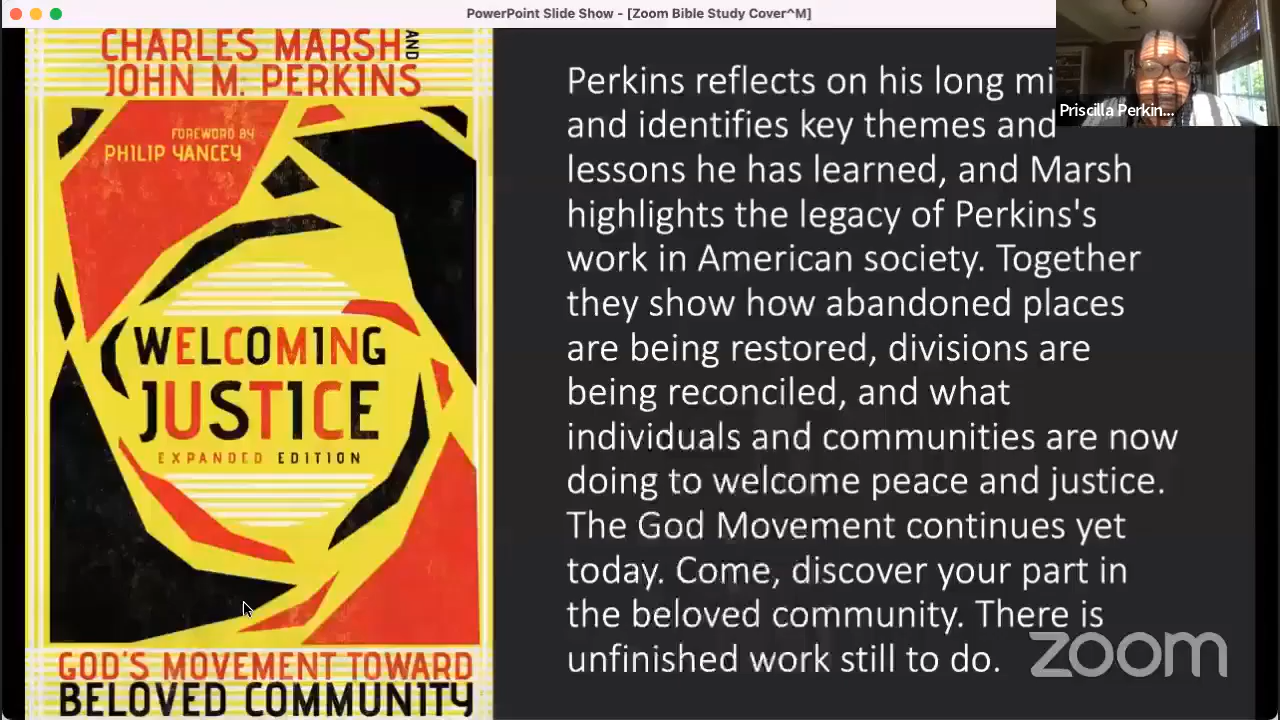 PowerPoint Slide Show - [Zoom Bible Study Cover^M]
CHARLES MARSH AND
JOHN M. PERKINS
FOREWORD BY
PHILIP YANCEY
WELCOMING
JUSTICE
EXPANDED EDITION
GOD'S MOVEMENT TOWARD
BELOVED COMMUNITY
Perkins reflects on his long mi
and identifies key themes and
lessons he has learned, and Marsh
highlights the legacy of Perkins's
work in American society. Together
they show how abandoned places
are being restored, divisions are
being reconciled, and what
individuals and communities are now
doing to welcome peace and justice.
The God Movement continues yet
today. Come, discover your part in
the beloved community. There is
unfinished work still to do.
Priscilla Perkin...
zoom